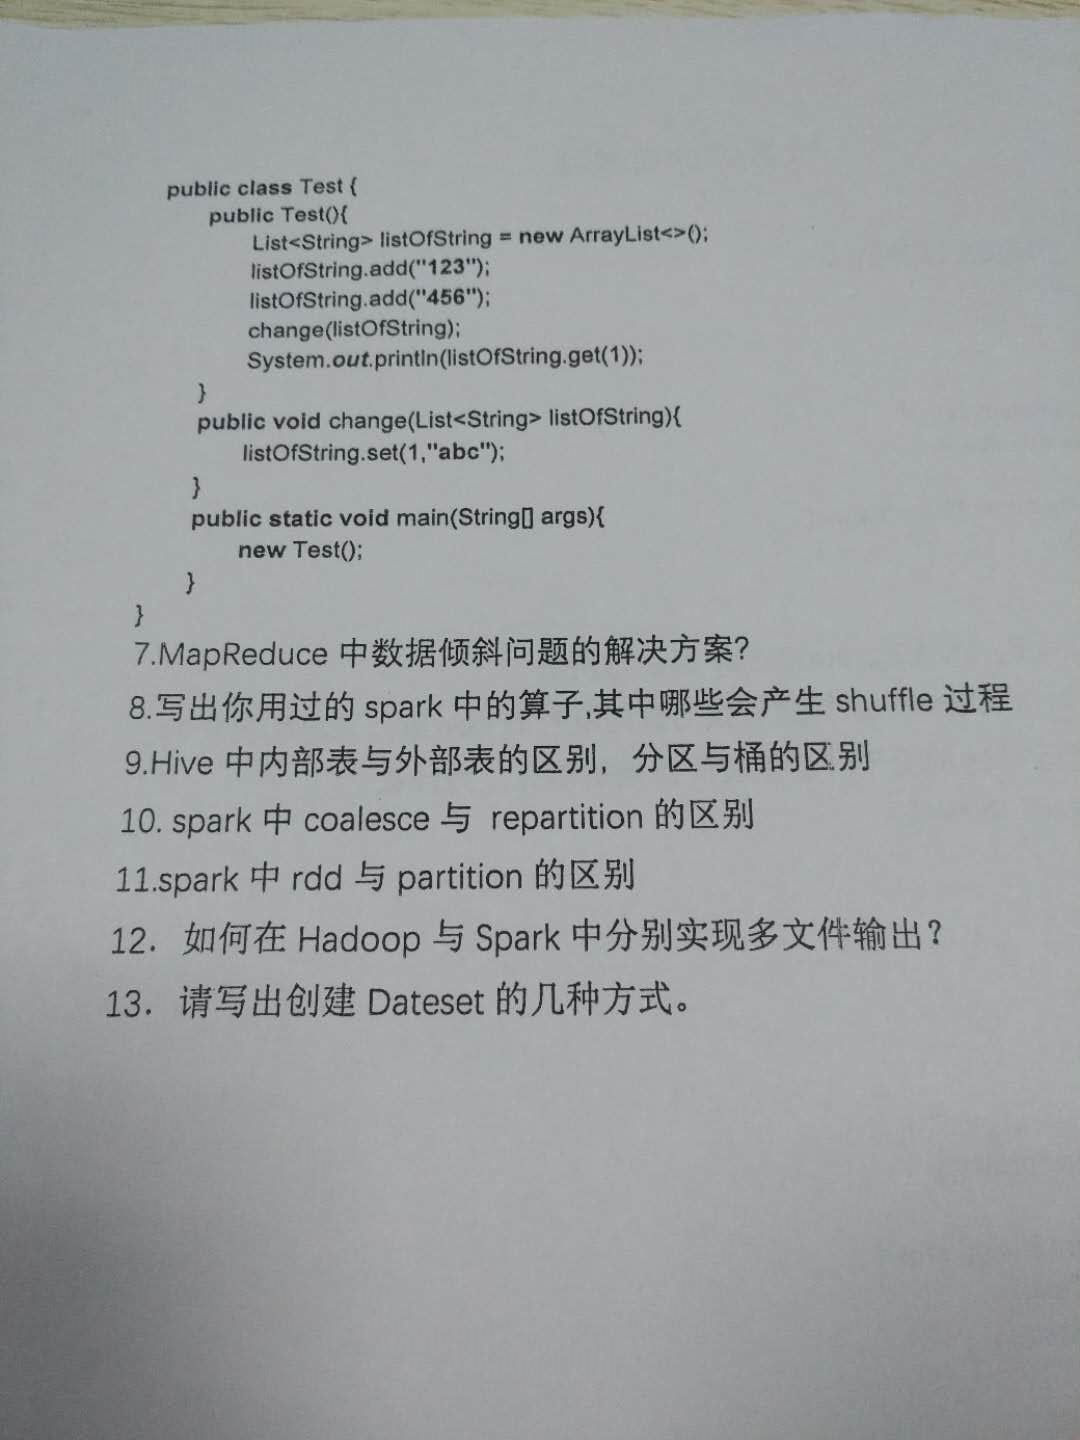 public class Test {
public Test(){
List<String> listOfString = new ArrayList<>();
listOfString.add("123");
listOfString.add("456");
change(listOfString);
System.out.println(listOfString.get(1));
}
public void change(List<String> listOfString){
listOfString.set(1,"abc");
}
public static void main(String[] args){
new Test();
}
}
7.MapReduce 中数据倾斜问题的解决方案?
8.写出你用过的 spark 中的算子,其中哪些会产生 shuffle 过程
9.Hive 中内部表与外部表的区别，分区与桶的区别
10. spark 中 coalesce 与 repartition 的区别
11.spark 中 rdd 与 partition 的区别
12．如何在 Hadoop 与 Spark 中分别实现多文件输出？
13．请写出创建 Dateset 的几种方式。